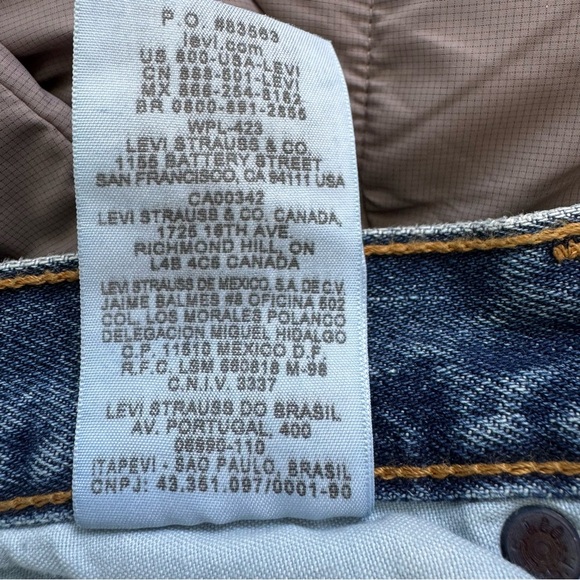 P.O. #83563
levi.com
US 800-USA-LEVI
CN 888-501-LEVI
MX 866-254-3162
BR 0800-891-2855
WPL-423
LEVI STRAUSS & CO.
1155 BATTERY STREET
SAN FRANCISCO, CA 94111 USA
CA00342
LEVI STRAUSS & CO. CANADA,
1725 16TH AVE
RICHMOND HILL, ON
L4B 4C6 CANADA
LEVI STRAUSS DE MEXICO, S.A. DE C.V.
JAIME BALMES #8 OFICINA 502
COL. LOS MORALES POLANCO
DELEGACION MIGUEL HIDALGO
C.P. 11510 MEXICO D.F.
R.F.C. LSM 560818 M-98
C.N.I.V. 3337
LEVI STRAUSS DO BRASIL
AV. PORTUGAL, 400
06690-110
ITAPEVI - SAO PAULO, BRASIL
CNPJ: 43.351.097/0001-90